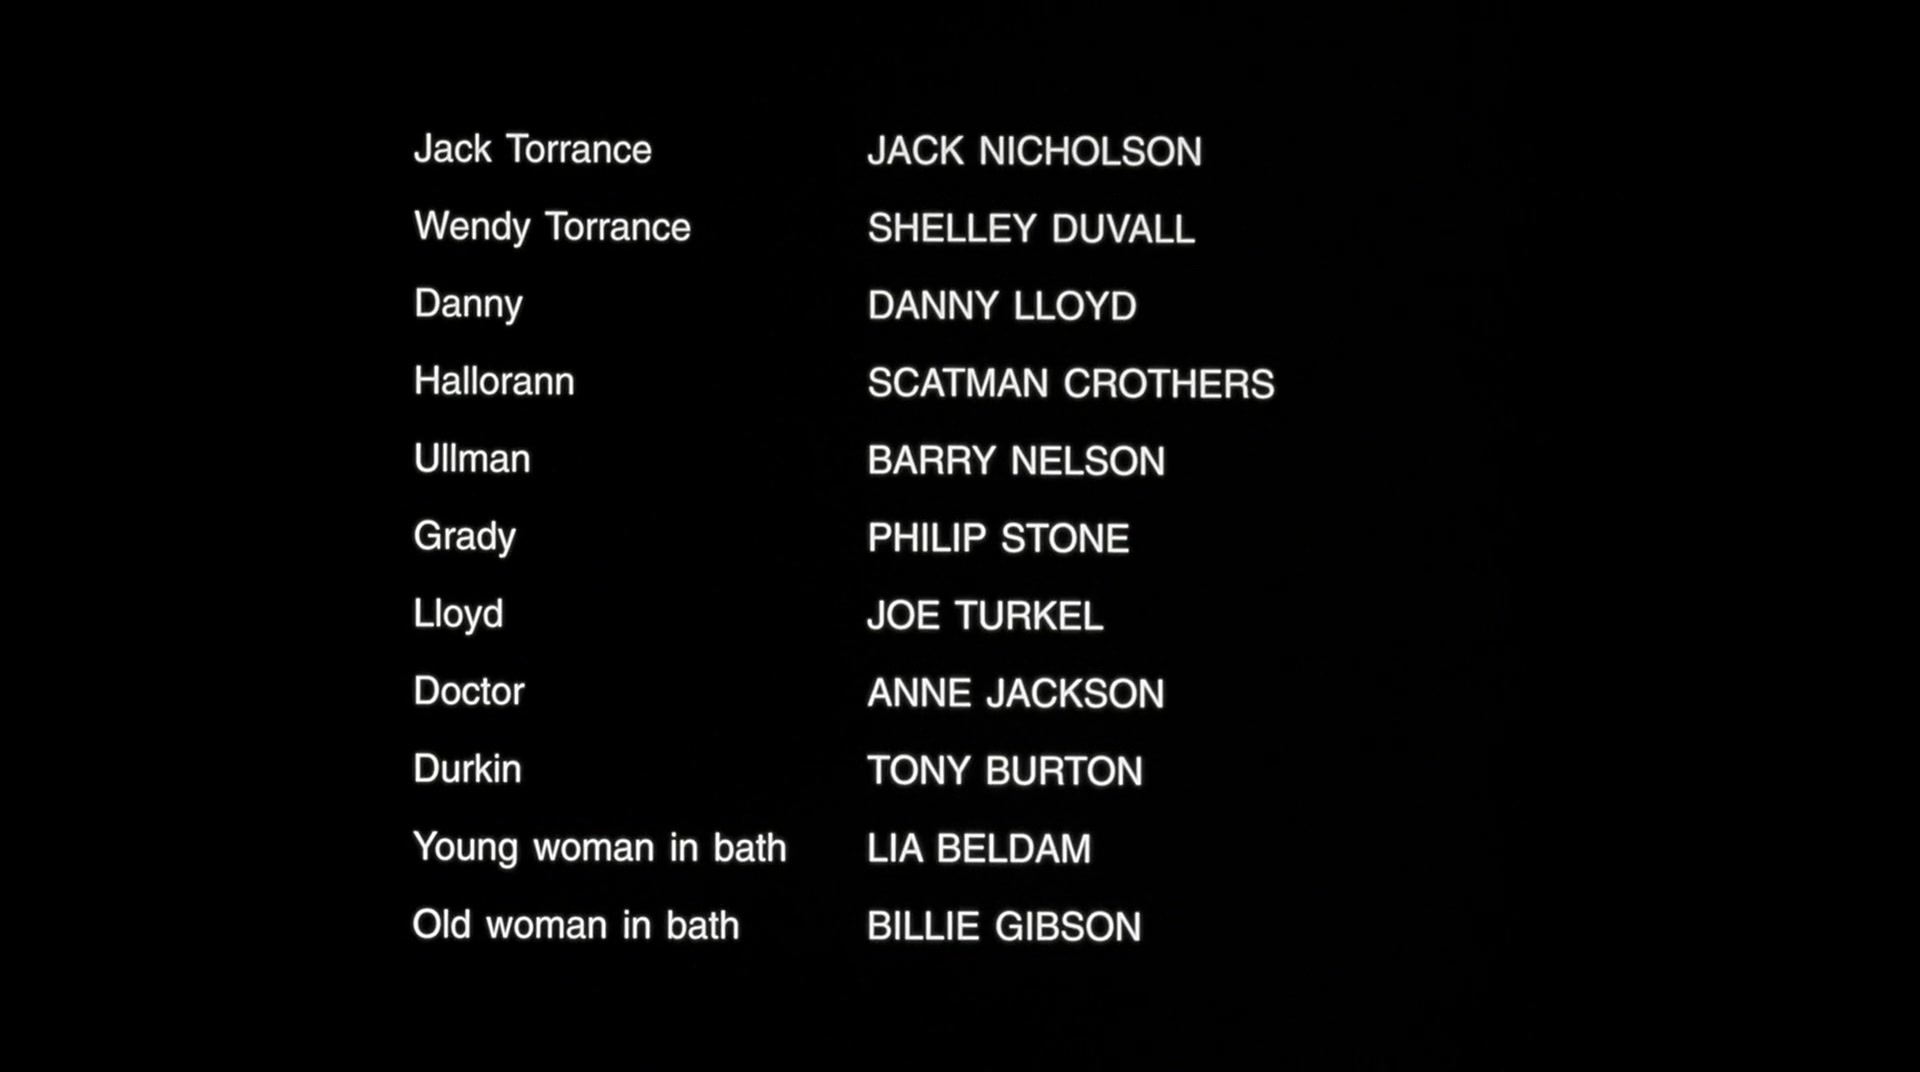 Jack Torrance JACK NICHOLSON
Wendy Torrance SHELLEY DUVALL
Danny DANNY LLOYD
Hallorann SCATMAN CROTHERS
Ullman BARRY NELSON
Grady PHILIP STONE
Lloyd JOE TURKEL
Doctor ANNE JACKSON
Durkin TONY BURTON
Young woman in bath LIA BELDAM
Old woman in bath BILLIE GIBSON